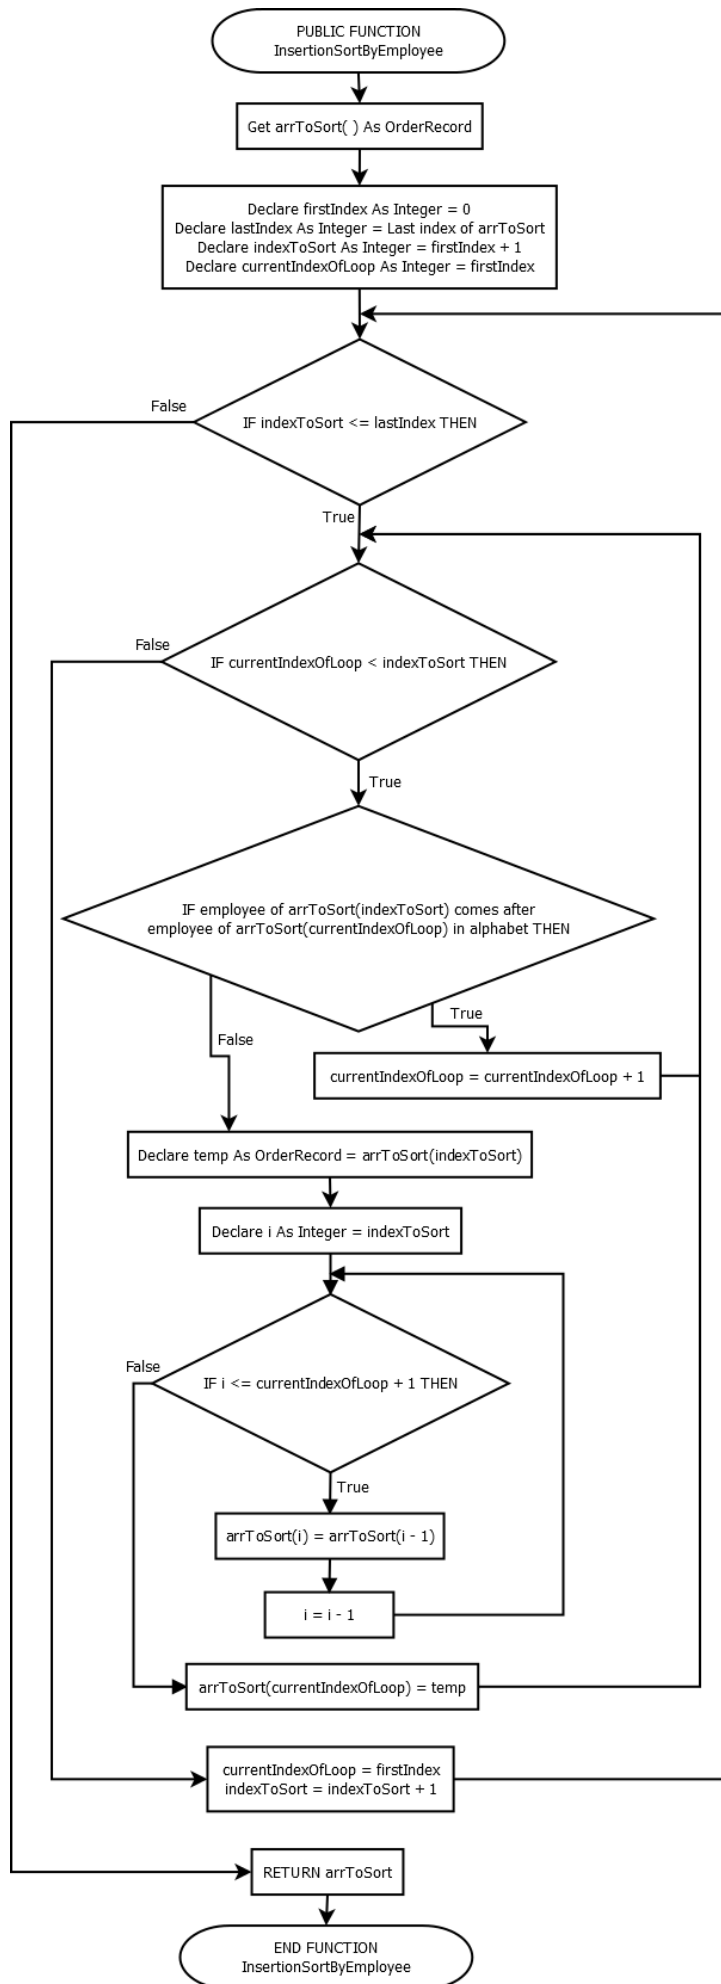 PUBLIC FUNCTION
InsertionSortByEmployee
Get arrToSort( ) As OrderRecord
Declare firstIndex As Integer = 0
Declare lastIndex As Integer = Last index of arrToSort
Declare indexToSort As Integer = firstIndex + 1
Declare currentIndexOfLoop As Integer = firstIndex
False
IF indexToSort <= lastIndex THEN
True
False
IF currentIndexOfLoop < indexToSort THEN
True
IF employee of arrToSort(indexToSort) comes after
employee of arrToSort(currentIndexOfLoop) in alphabet THEN
True
False
currentIndexOfLoop = currentIndexOfLoop + 1
Declare temp As OrderRecord = arrToSort(indexToSort)
Declare i As Integer = indexToSort
False
IF i <= currentIndexOfLoop + 1 THEN
True
arrToSort(i) = arrToSort(i - 1)
i = i - 1
arrToSort(currentIndexOfLoop) = temp
currentIndexOfLoop = firstIndex
indexToSort = indexToSort + 1
RETURN arrToSort
END FUNCTION
InsertionSortByEmployee